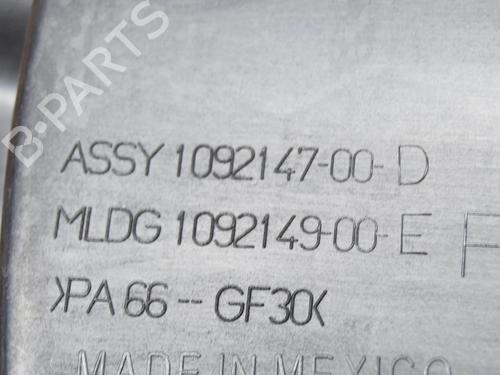 B-PARTS
ASSY 1092147-00-D
MLDG 1092149-00-E F
>PA 66--GF30<
MADE IN MEXICO